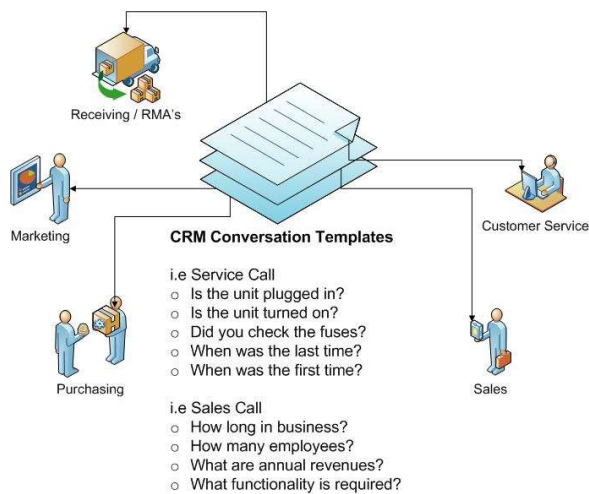 Receiving / RMA's
Marketing
Customer Service
CRM Conversation Templates
i.e Service Call
o Is the unit plugged in?
o Is the unit turned on?
o Did you check the fuses?
o When was the last time?
o When was the first time?
Purchasing
Sales
i.e Sales Call
o How long in business?
o How many employees?
o What are annual revenues?
o What functionality is required?